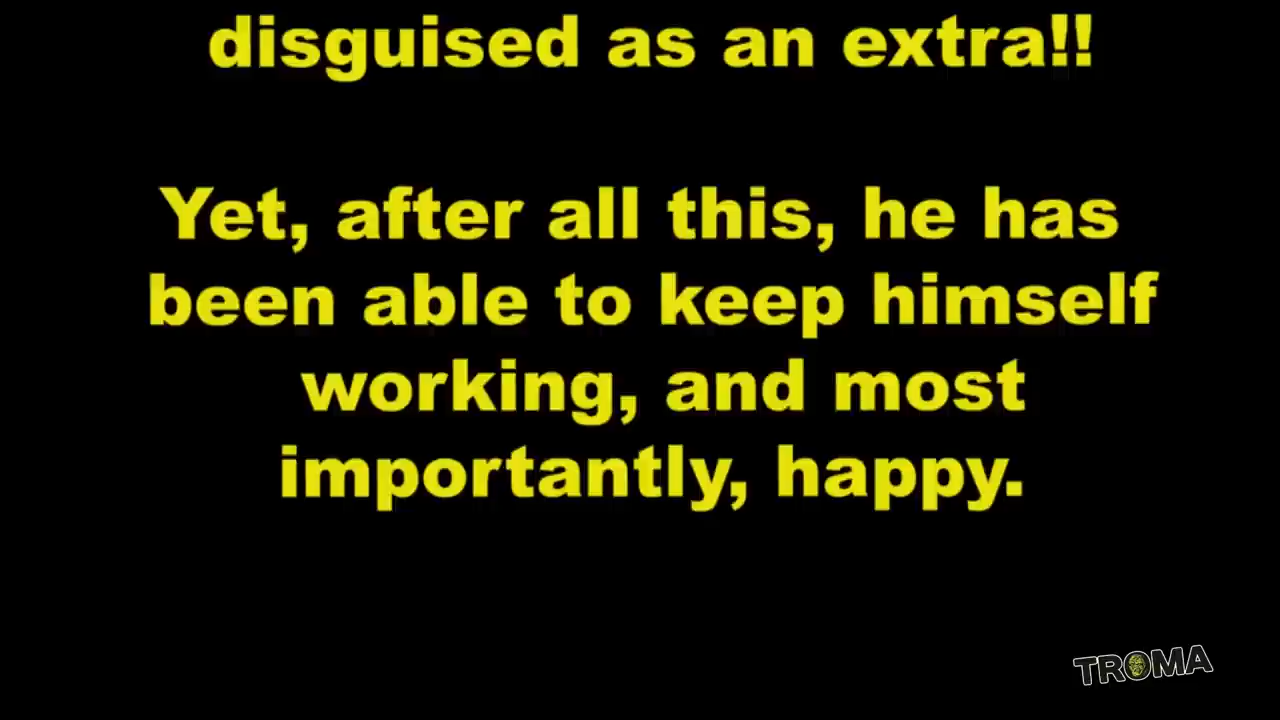 disguised as an extra!!
Yet, after all this, he has
been able to keep himself
working, and most
importantly, happy.
TROMA